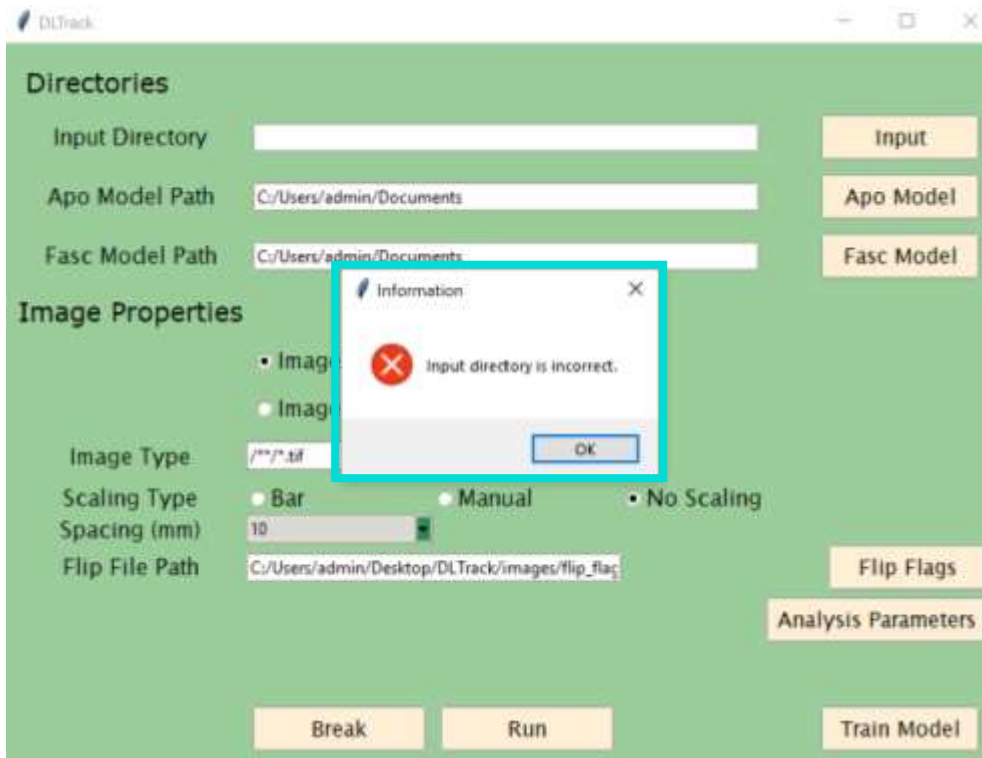 DLTrack
Directories
Input Directory
Input
Apo Model Path C:/Users/admin/Documents Apo Model
Fasc Model Path C:/Users/admin/Documents Fasc Model
Information
Image Properties
Image
Input directory is incorrect.
Image
OK
Image Type /**/*.tif
Scaling Type Bar Manual No Scaling
Spacing (mm) 10
Flip File Path C:/Users/admin/Desktop/DLTrack/images/flip_flag Flip Flags
Analysis Parameters
Break Run Train Model